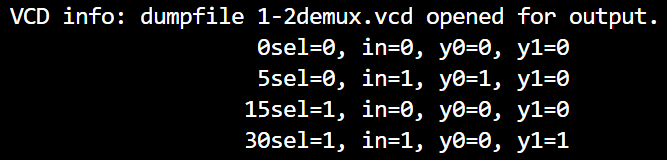 VCD info: dumpfile 1-2demux.vcd opened for output.
0sel=0, in=0, y0=0, y1=0
5sel=0, in=1, y0=1, y1=0
15sel=1, in=0, y0=0, y1=0
30sel=1, in=1, y0=0, y1=1